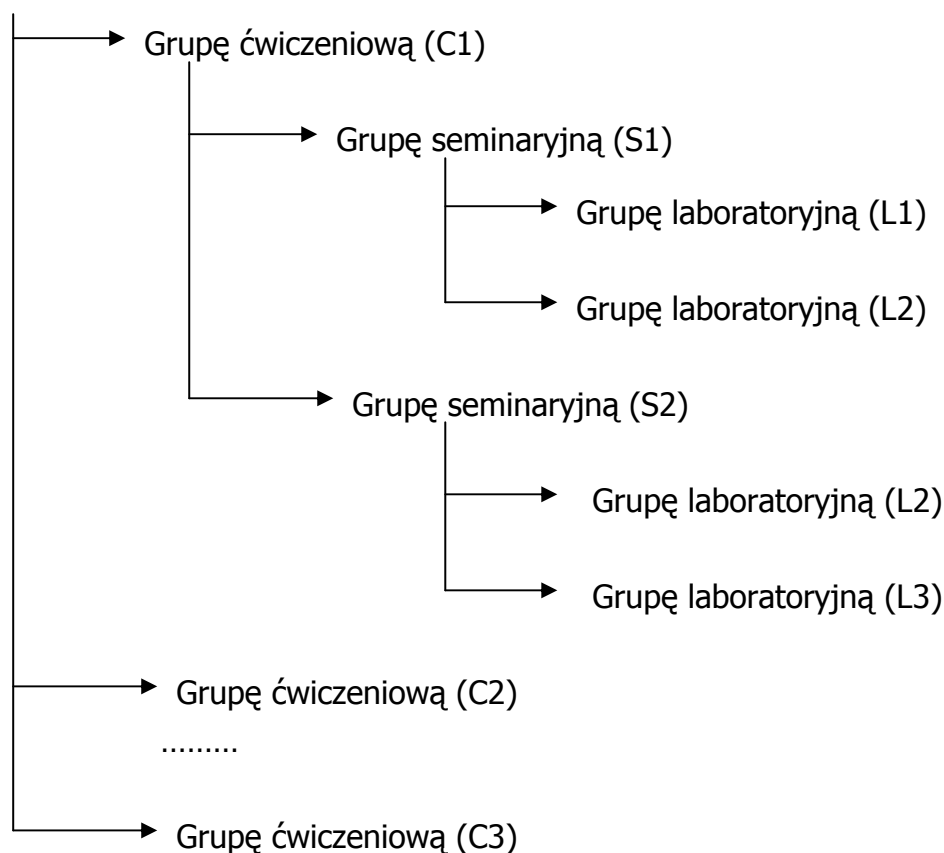 Grupę ćwiczeniową (C1)
Grupę seminaryjną (S1)
Grupę laboratoryjną (L1)
Grupę laboratoryjną (L2)
Grupę seminaryjną (S2)
Grupę laboratoryjną (L2)
Grupę laboratoryjną (L3)
Grupę ćwiczeniową (C2)
.........
Grupę ćwiczeniową (C3)